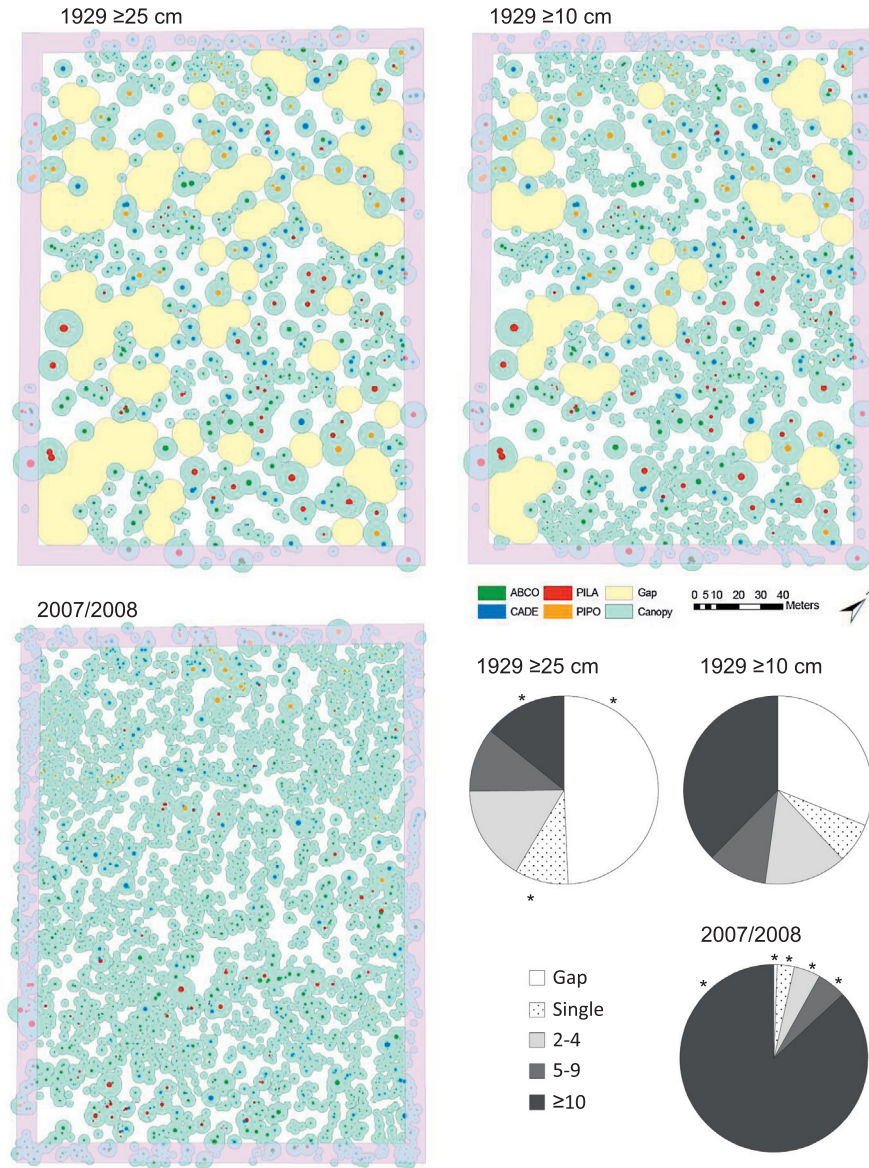 1929 ≥25 cm
1929 ≥10 cm
ABCO PILA Gap
CADE PIPO Canopy
0 5 10 20 30 40
Meters
2007/2008
1929 ≥25 cm
1929 ≥10 cm
* *
*
2007/2008
* * * * *
Gap
Single
2-4
5-9
≥10